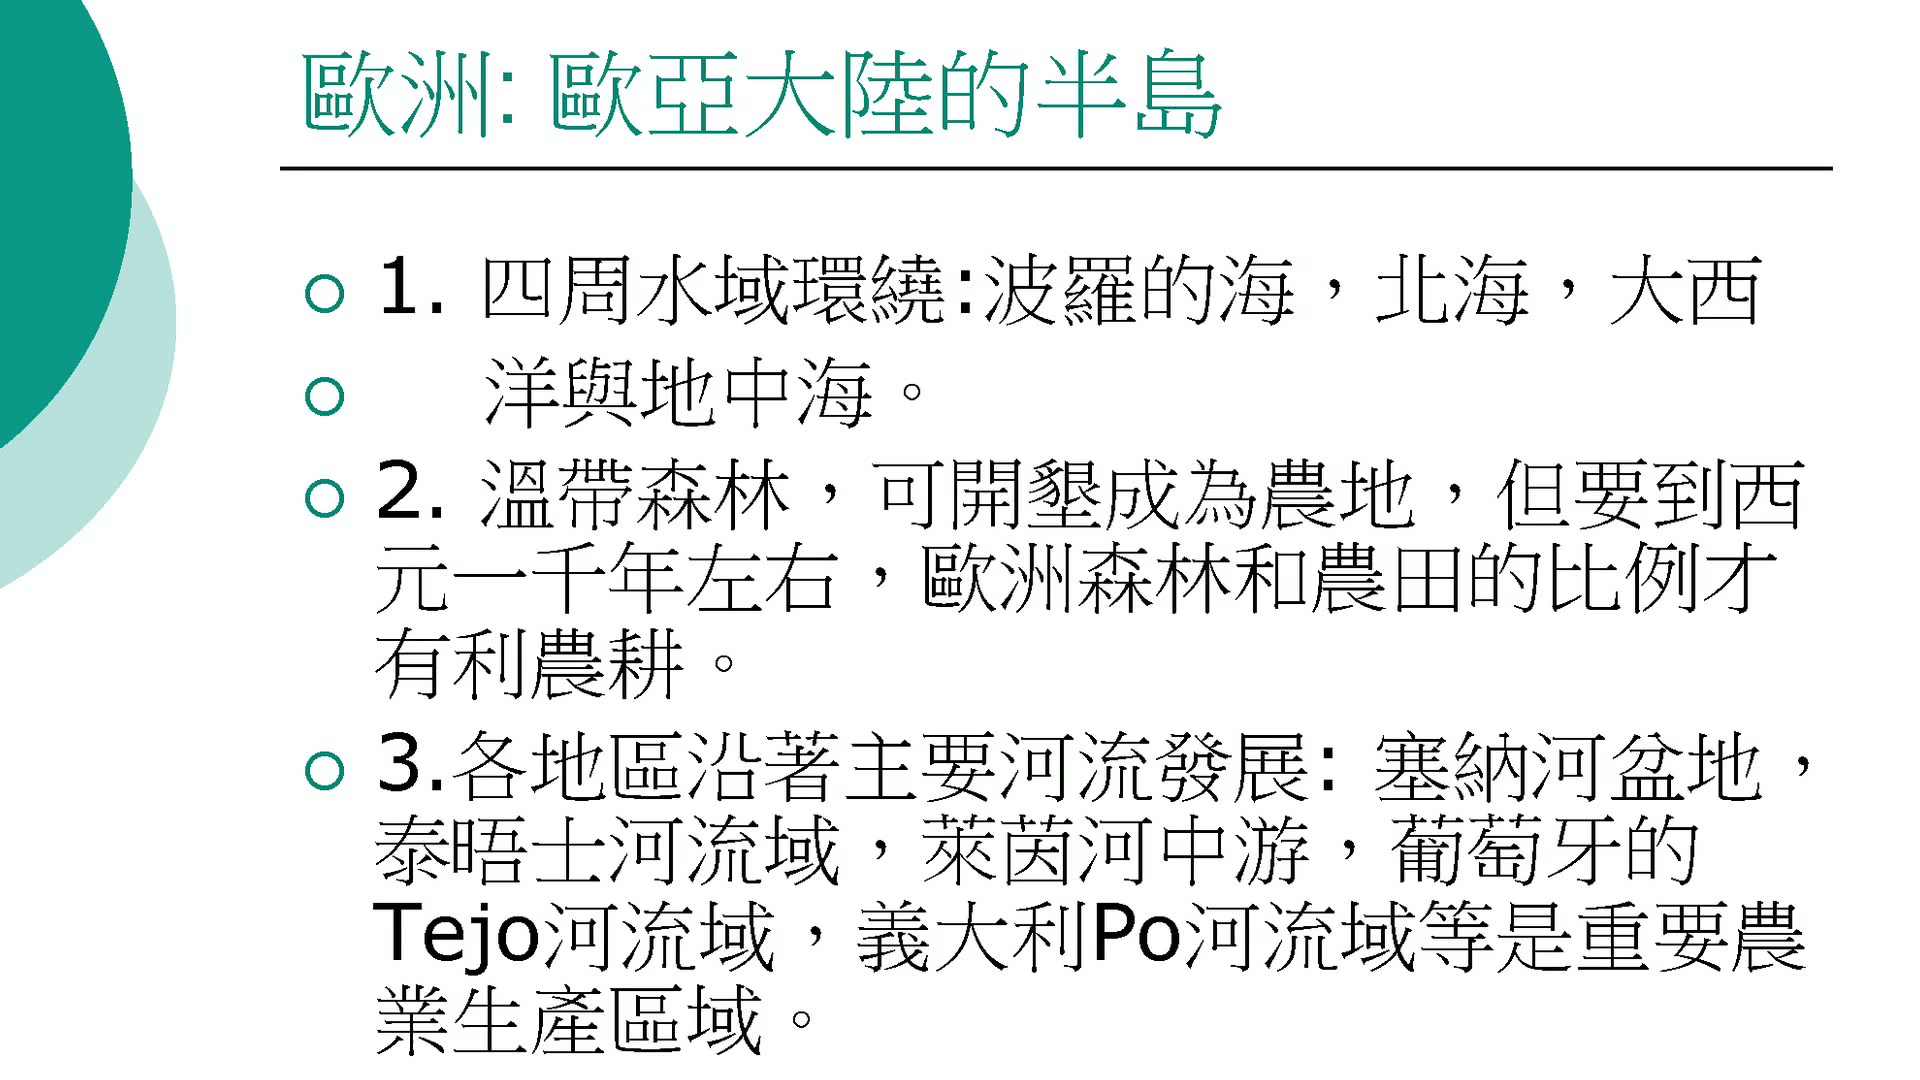 歐洲: 歐亞大陸的半島
1. 四周水域環繞:波羅的海，北海，大西
洋與地中海。
2. 溫帶森林，可開墾成為農地，但要到西
元一千年左右，歐洲森林和農田的比例才
有利農耕。
3.各地區沿著主要河流發展: 塞納河盆地，
泰晤士河流域，萊茵河中游，葡萄牙的
Tejo河流域，義大利Po河流域等是重要農
業生產區域。